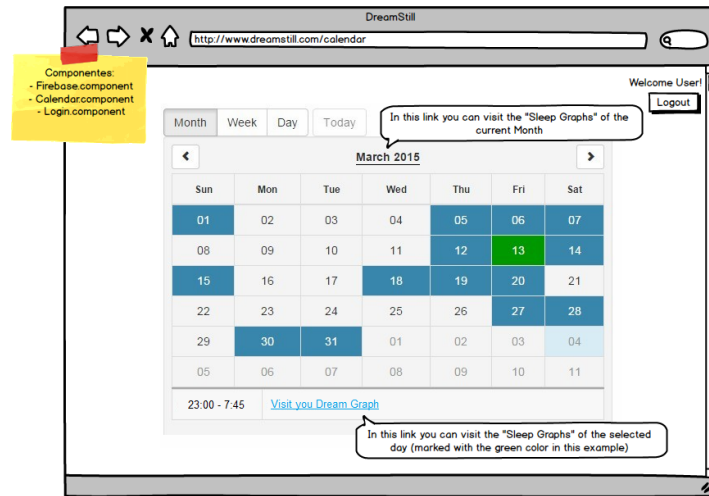 DreamStill
http://www.dreamstill.com/calendar
Componentes:
- Firebase.component
- Calendar.component
- Login.component
Welcome User!
Logout
Month Week Day Today
In this link you can visit the "Sleep Graphs" of the
current Month
March 2015
Sun Mon Tue Wed Thu Fri Sat
01 02 03 04 05 06 07
08 09 10 11 12 13 14
15 16 17 18 19 20 21
22 23 24 25 26 27 28
29 30 31 01 02 03 04
05 06 07 08 09 10 11
23:00 - 7:45 Visit you Dream Graph
In this link you can visit the "Sleep Graphs" of the selected
day (marked with the green color in this example)